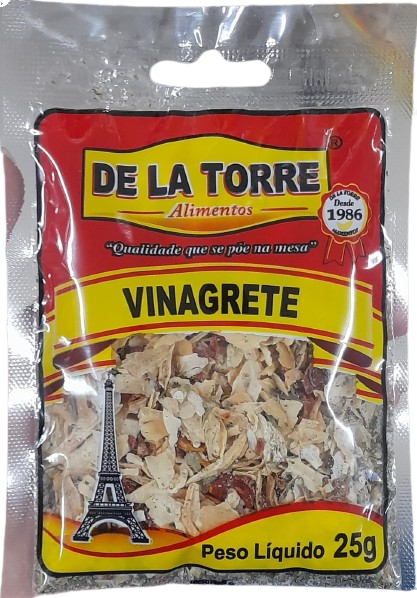 DE LA TORRE
®
Alimentos
DE LA TORRE
Desde
1986
ALIMENTOS
"Qualidade que se põe na mesa"
VINAGRETE
Peso Líquido 25g